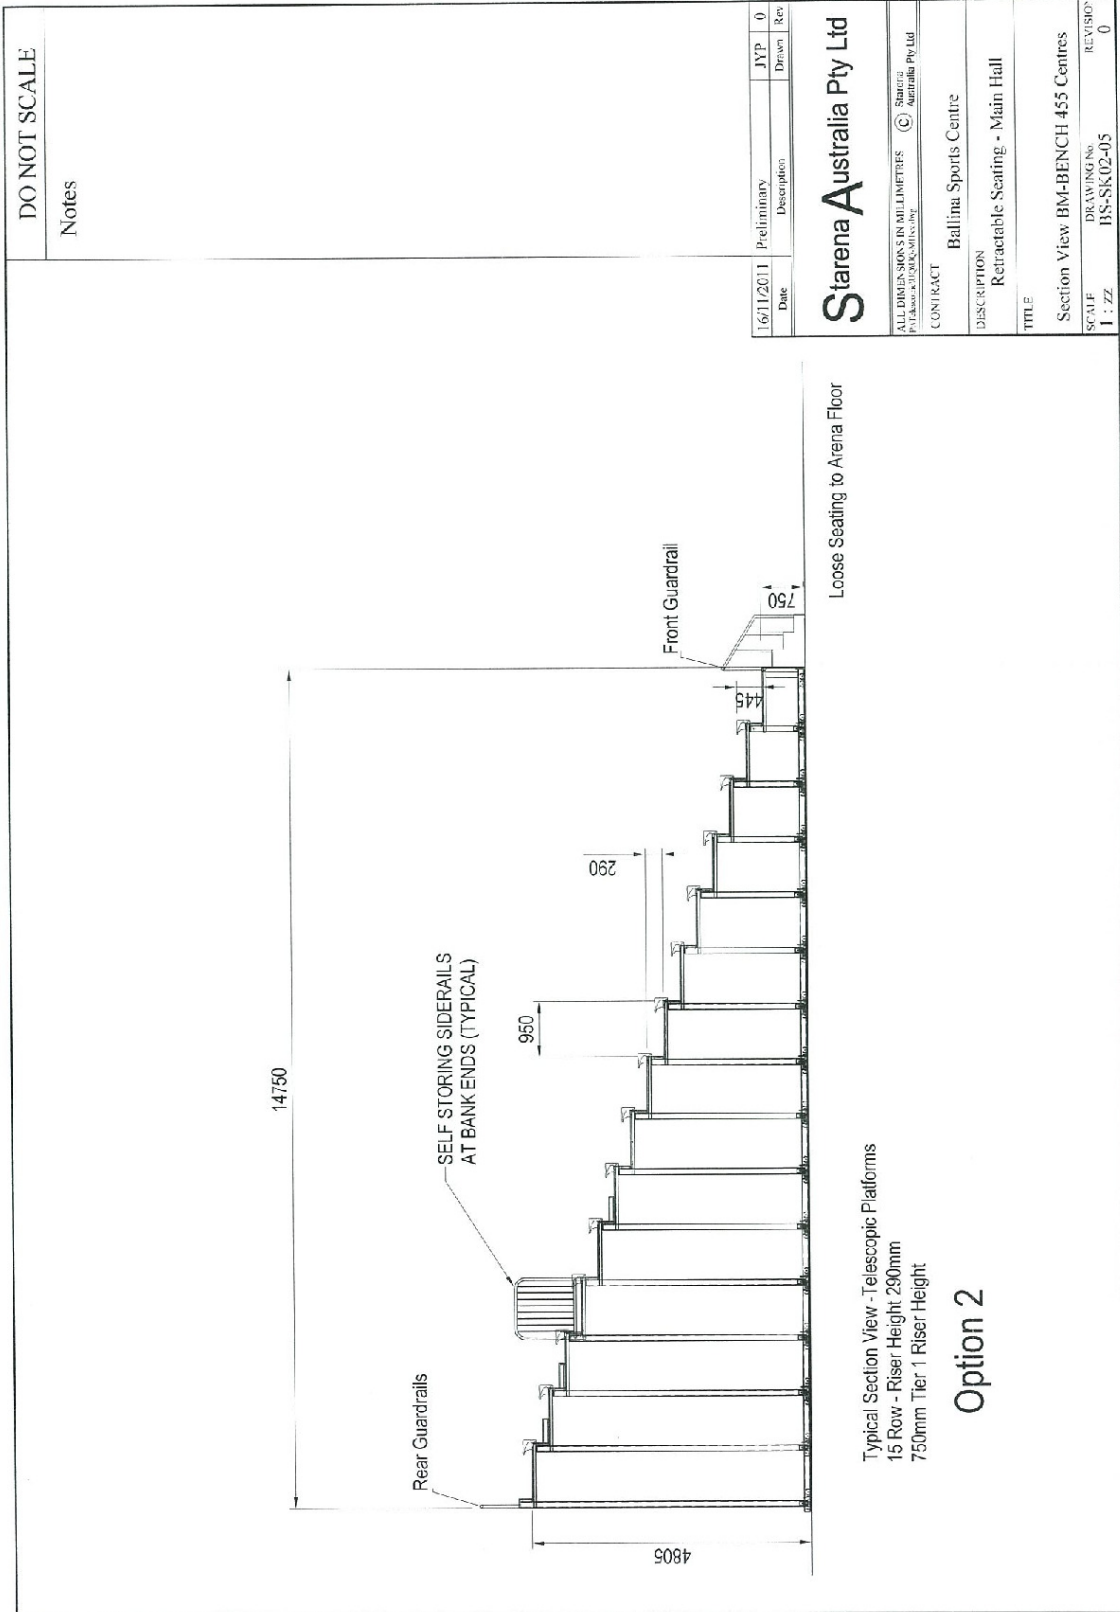 DO NOT SCALE
Notes
14750
SELF STORING SIDERAILS
AT BANK ENDS (TYPICAL)
Rear Guardrails
950
290
Front Guardrail
445
750
4805
Loose Seating to Arena Floor
Typical Section View - Telescopic Platforms
15 Row - Riser Height 290mm
750mm Tier 1 Riser Height
Option 2
16/11/2011 Preliminary JYP 0
Date Description Drawn Rev
Starena Australia Pty Ltd
ALL DIMENSIONS IN MILLIMETRES © Starena
Australia Pty Ltd
CONTRACT
Ballina Sports Centre
DESCRIPTION
Retractable Seating - Main Hall
TITLE
Section View BM-BENCH 455 Centres
SCALE DRAWING No. REVISION
1 : zz BS-SK02-05 0